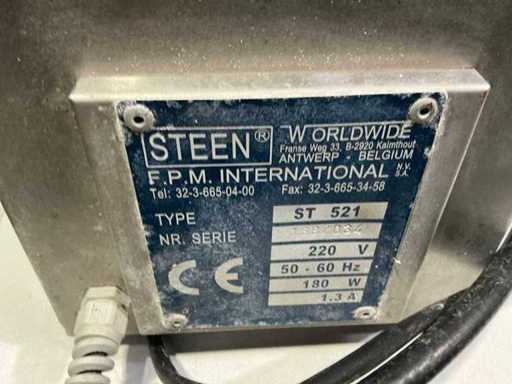 STEEN® WORLDWIDE
Franse Weg 33, B-2920 Kalmthout
ANTWERP - BELGIUM
F.P.M. INTERNATIONAL N.V. S.A.
Tel: 32-3-665-04-00 Fax: 32-3-665-34-58
TYPE ST 521
NR. SERIE
220 V
50 - 60 Hz
CE 180 W
1.3 A